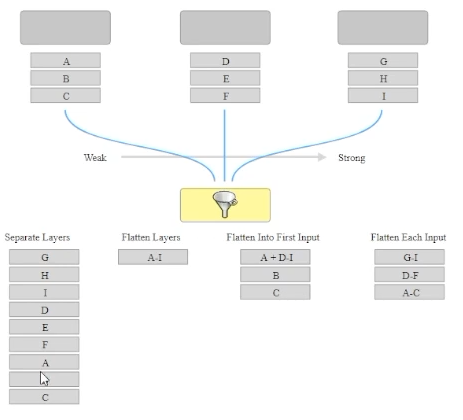 A D G
B E H
C F I
Weak Strong
Separate Layers Flatten Layers Flatten Into First Input Flatten Each Input
G A-I A + D-I G-I
H B D-F
I C A-C
D
E
F
A
C